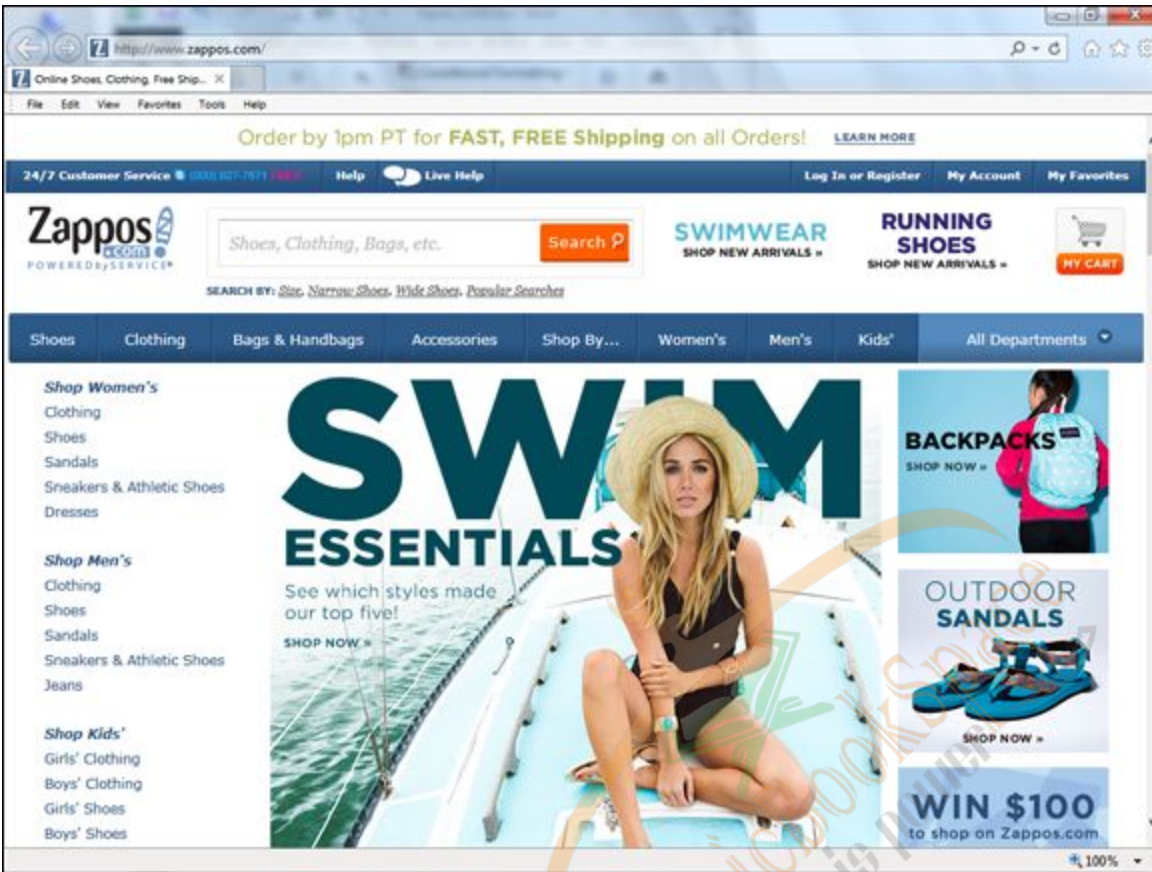 http://www.zappos.com/
Online Shoes, Clothing, Free Ship...
File Edit View Favorites Tools Help
Order by 1pm PT for FAST, FREE Shipping on all Orders! LEARN MORE
24/7 Customer Service Help Live Help Log In or Register My Account My Favorites
Zappos
.com
POWERED by SERVICE®
Shoes, Clothing, Bags, etc. Search
SWIMWEAR
SHOP NEW ARRIVALS »
RUNNING
SHOES
SHOP NEW ARRIVALS »
MY CART
SEARCH BY: Size, Narrow Shoes, Wide Shoes, Popular Searches
Shoes Clothing Bags & Handbags Accessories Shop By... Women's Men's Kids' All Departments
Shop Women's
Clothing
Shoes
Sandals
Sneakers & Athletic Shoes
Dresses
Shop Men's
Clothing
Shoes
Sandals
Sneakers & Athletic Shoes
Jeans
Shop Kids'
Girls' Clothing
Boys' Clothing
Girls' Shoes
Boys' Shoes
SWIM
ESSENTIALS
See which styles made
our top five!
SHOP NOW »
BACKPACKS
SHOP NOW »
OUTDOOR
SANDALS
SHOP NOW »
WIN $100
to shop on Zappos.com
is power
100%